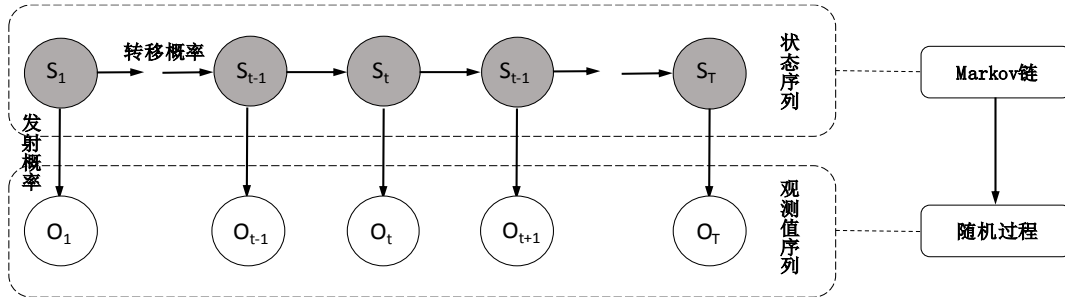 转移概率
S1
St-1
St
St-1
ST
状态序列
Markov链
发射概率
O1
Ot-1
Ot
Ot+1
OT
观测值序列
随机过程